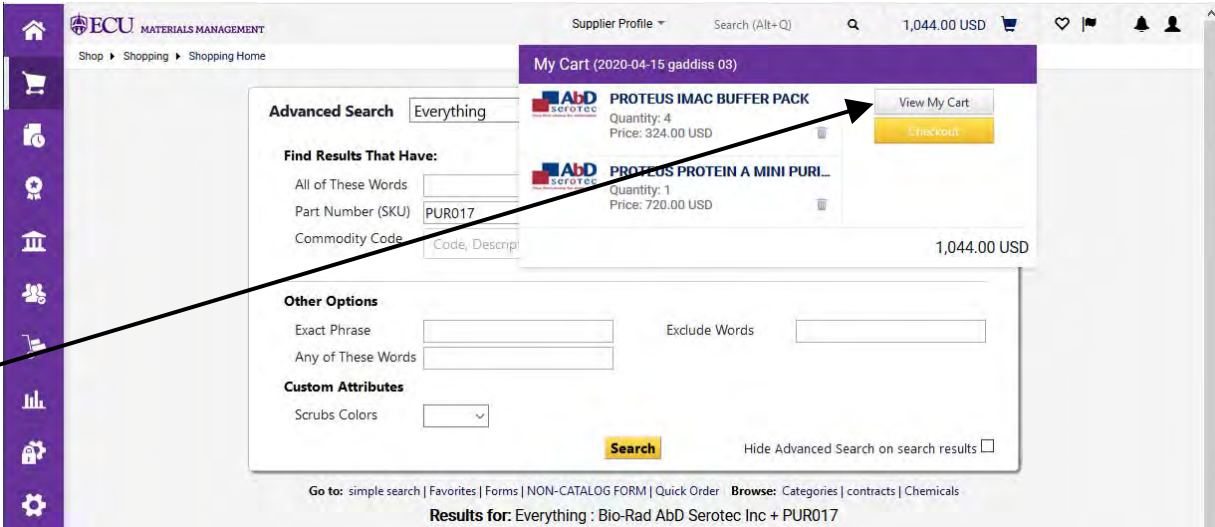 ECU MATERIALS MANAGEMENT
Supplier Profile Search (Alt+Q) 1,044.00 USD
Shop Shopping Shopping Home
My Cart (2020-04-15 gaddiss 03)
AbD serotec
PROTEUS IMAC BUFFER PACK
Quantity: 4
Price: 324.00 USD
View My Cart
Checkout
AbD serotec
PROTEUS PROTEIN A MINI PURI...
Quantity: 1
Price: 720.00 USD
1,044.00 USD
Advanced Search Everything
Find Results That Have:
All of These Words
Part Number (SKU) PUR017
Commodity Code Code, Descript
Other Options
Exact Phrase Exclude Words
Any of These Words
Custom Attributes
Scrubs Colors
Search Hide Advanced Search on search results
Go to: simple search | Favorites | Forms | NON-CATALOG FORM | Quick Order Browse: Categories | contracts | Chemicals
Results for: Everything : Bio-Rad AbD Serotec Inc + PUR017